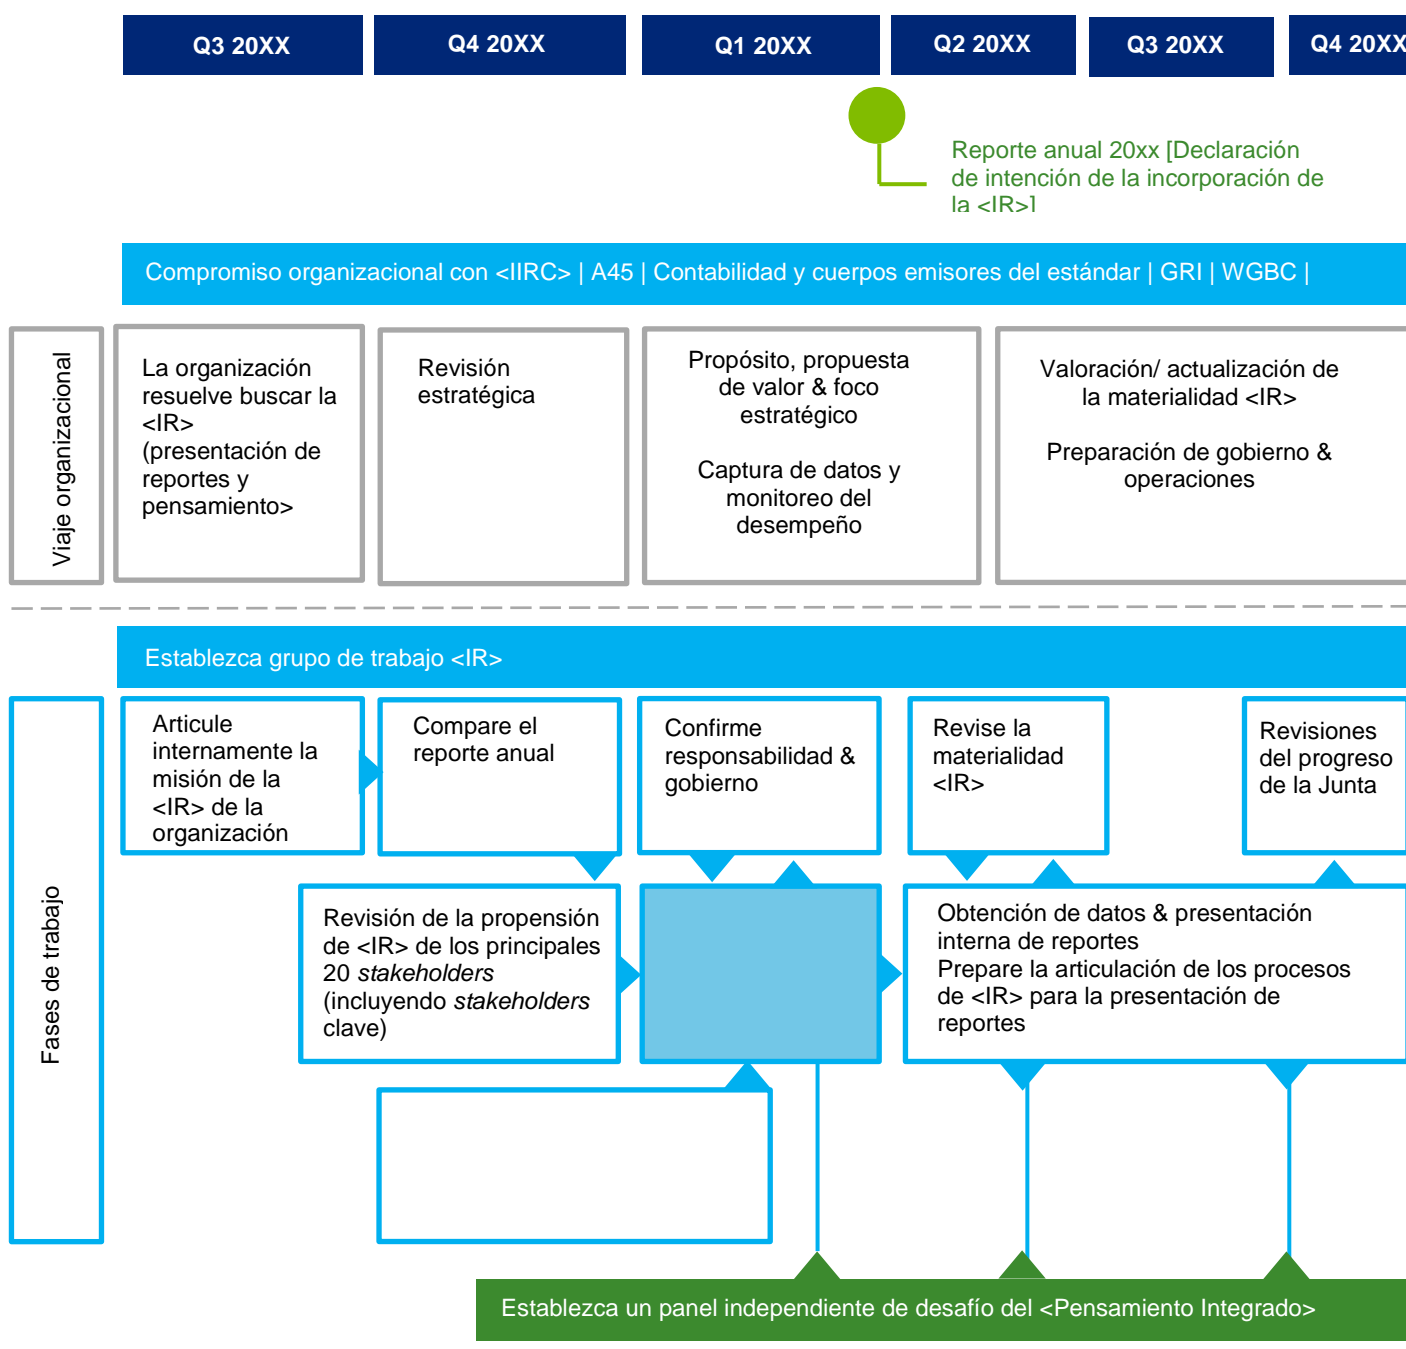 Q3 20XX
Q4 20XX
Q1 20XX
Q2 20XX
Q3 20XX
Q4 20XX
Reporte anual 20xx [Declaración
de intención de la incorporación de
la <IR>]
Compromiso organizacional con <IIRC> | A45 | Contabilidad y cuerpos emisores del estándar | GRI | WGBC |
Viaje organizacional
La organización
resuelve buscar la
<IR>
(presentación de
reportes y
pensamiento>
Revisión
estratégica
Propósito, propuesta
de valor & foco
estratégico
Captura de datos y
monitoreo del
desempeño
Valoración/ actualización de
la materialidad <IR>
Preparación de gobierno &
operaciones
Establezca grupo de trabajo <IR>
Fases de trabajo
Articule
internamente la
misión de la
<IR> de la
organización
Compare el
reporte anual
Confirme
responsabilidad &
gobierno
Revise la
materialidad
<IR>
Revisiones
del progreso
de la Junta
Revisión de la propensión
de <IR> de los principales
20 stakeholders
(incluyendo stakeholders
clave)
Obtención de datos & presentación
interna de reportes
Prepare la articulación de los procesos
de <IR> para la presentación de
reportes
Establezca un panel independiente de desafío del <Pensamiento Integrado>